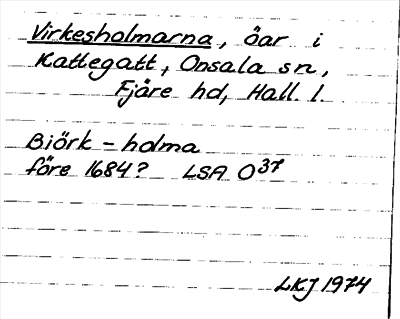 Virkesholmarna, öar i
Kattegatt, Onsala sn,
Fjäre hd, Hall. l.
Biörk-holma
före 1684? LSA O37
LKJ 1974